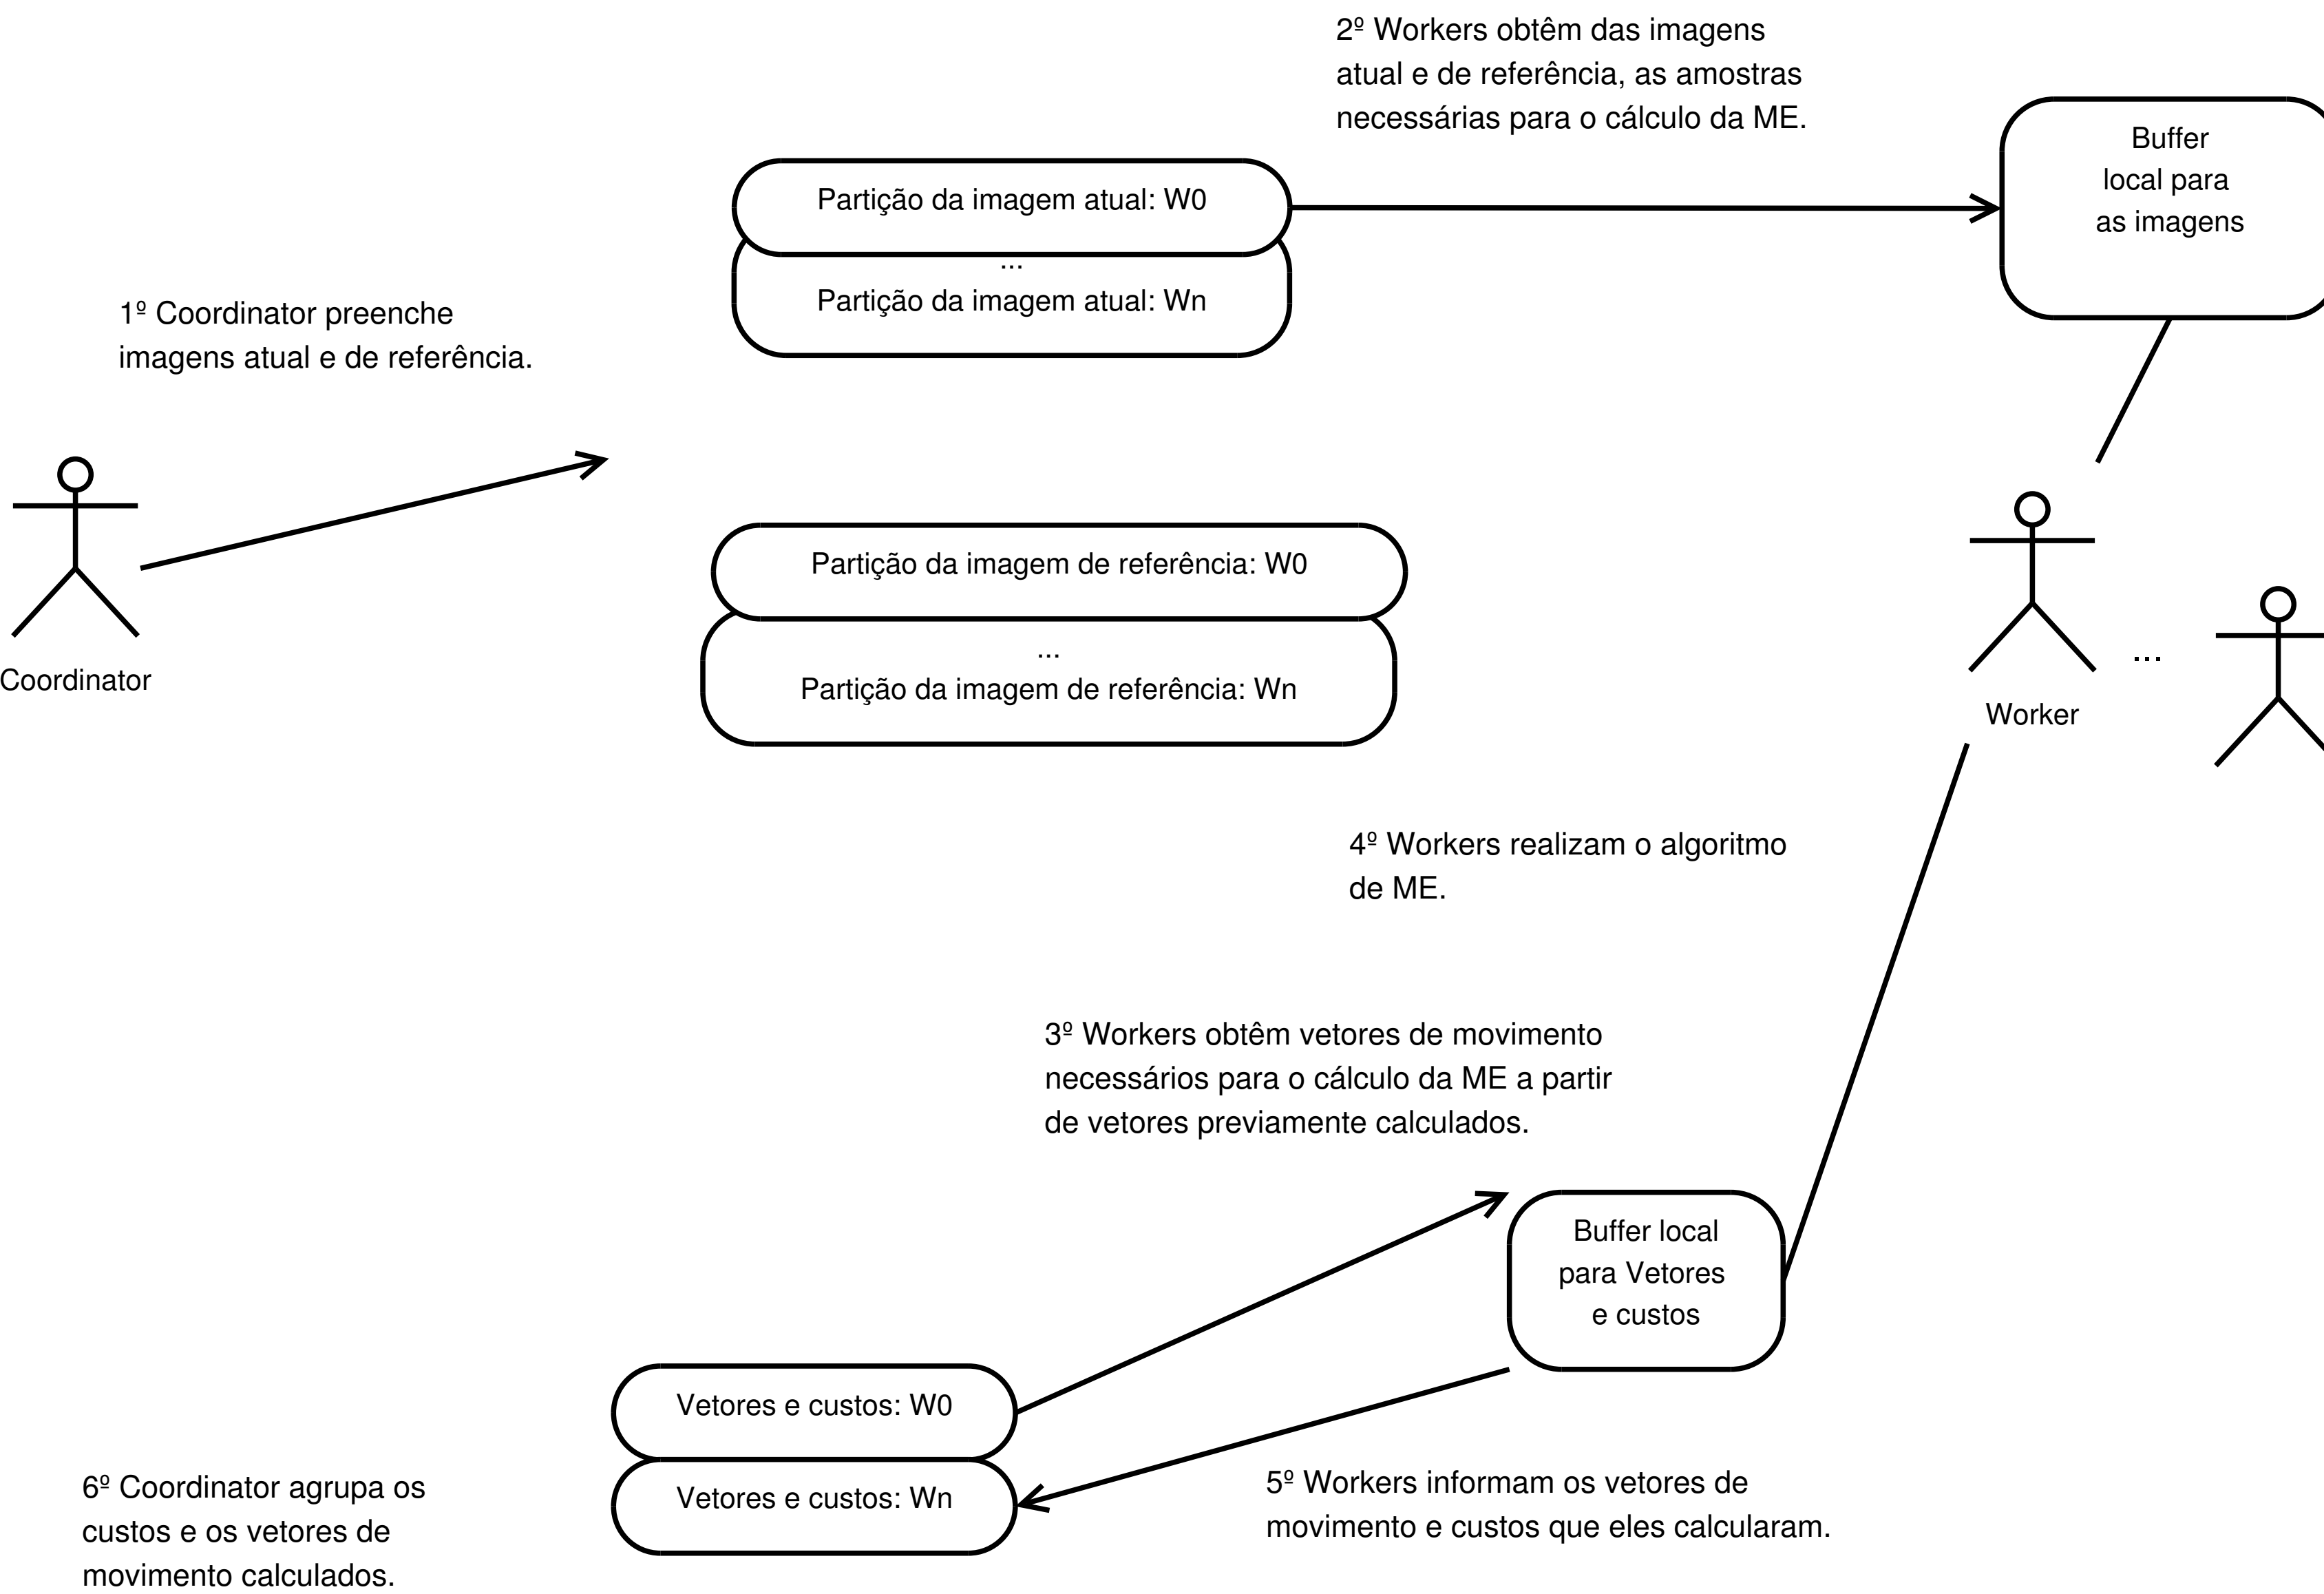 2º Workers obtêm das imagens
atual e de referência, as amostras
necessárias para o cálculo da ME.
Buffer
local para
as imagens
Partição da imagem atual: W0
...
Partição da imagem atual: Wn
1º Coordinator preenche
imagens atual e de referência.
Partição da imagem de referência: W0
...
Partição da imagem de referência: Wn
Coordinator
...
Worker
4º Workers realizam o algoritmo
de ME.
3º Workers obtêm vetores de movimento
necessários para o cálculo da ME a partir
de vetores previamente calculados.
Buffer local
para Vetores
e custos
Vetores e custos: W0
Vetores e custos: Wn
5º Workers informam os vetores de
movimento e custos que eles calcularam.
6º Coordinator agrupa os
custos e os vetores de
movimento calculados.